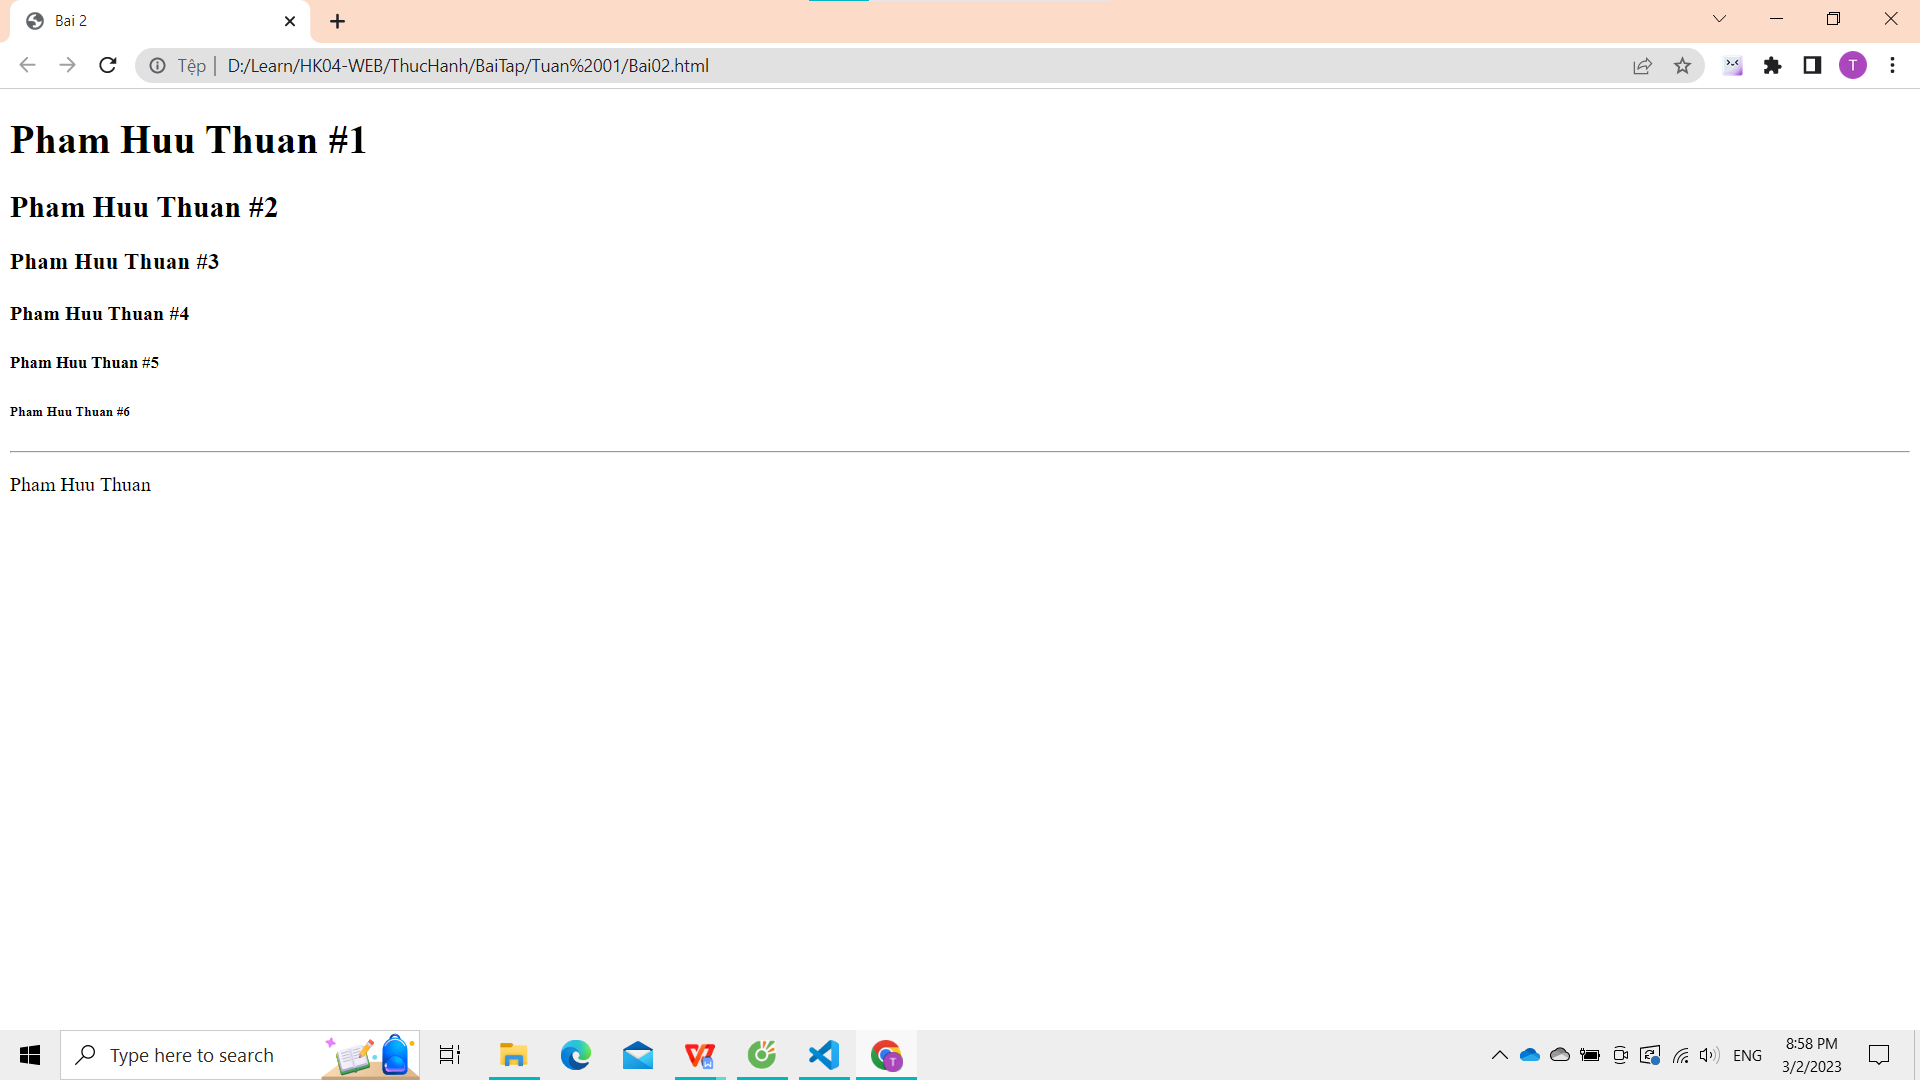 Bai 2
Tệp | D:/Learn/HK04-WEB/ThucHanh/BaiTap/Tuan%2001/Bai02.html
T
Pham Huu Thuan #1
Pham Huu Thuan #2
Pham Huu Thuan #3
Pham Huu Thuan #4
Pham Huu Thuan #5
Pham Huu Thuan #6
Pham Huu Thuan
Type here to search
T
ENG
8:58 PM
3/2/2023